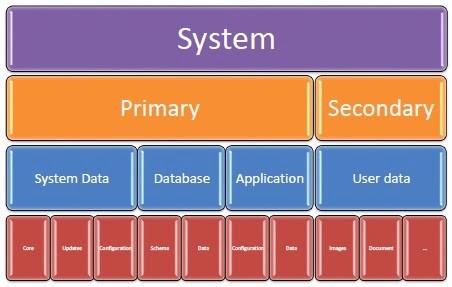 System
Primary
Secondary
System Data
Database
Application
User data
Core
Updates
Configuration
Schema
Data
Configuration
Data
Images
Document
...